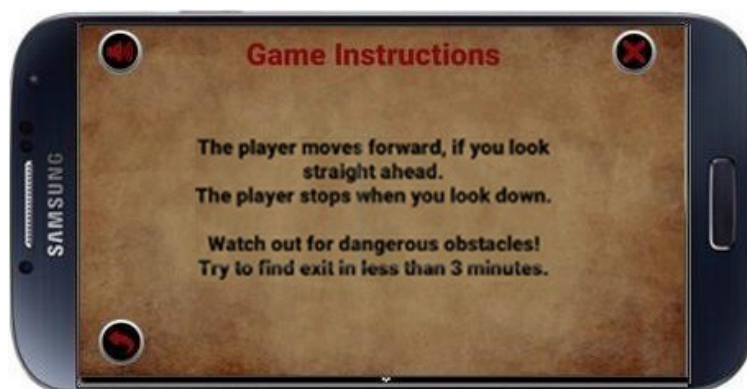 Game Instructions
The player moves forward, if you look
straight ahead.
The player stops when you look down.
Watch out for dangerous obstacles!
Try to find exit in less than 3 minutes.
SAMSUNG